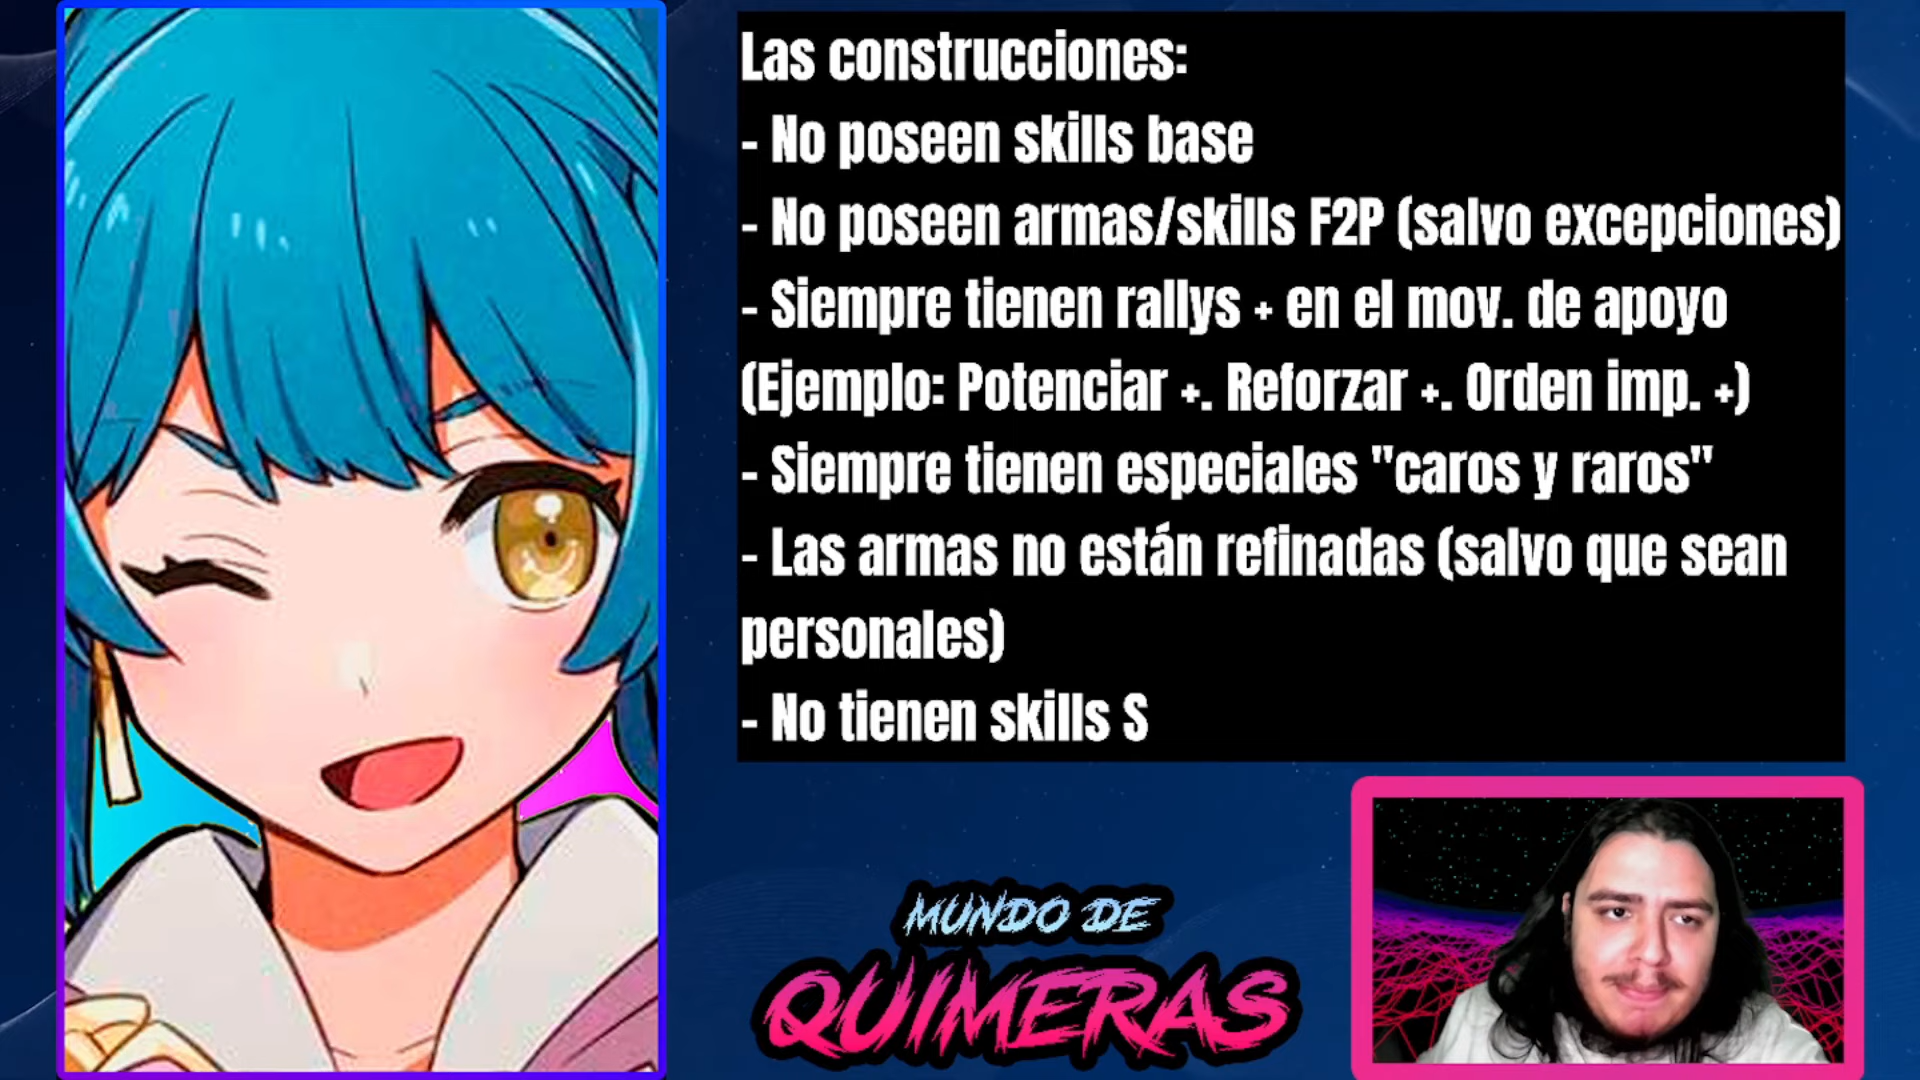 Las construcciones:
- No poseen skills base
- No poseen armas/skills F2P (salvo excepciones)
- Siempre tienen rallys + en el mov. de apoyo
(Ejemplo: Potenciar +. Reforzar +. Orden imp. +)
- Siempre tienen especiales "caros y raros"
- Las armas no están refinadas (salvo que sean
personales)
- No tienen skills S
MUNDO DE
QUIMERAS